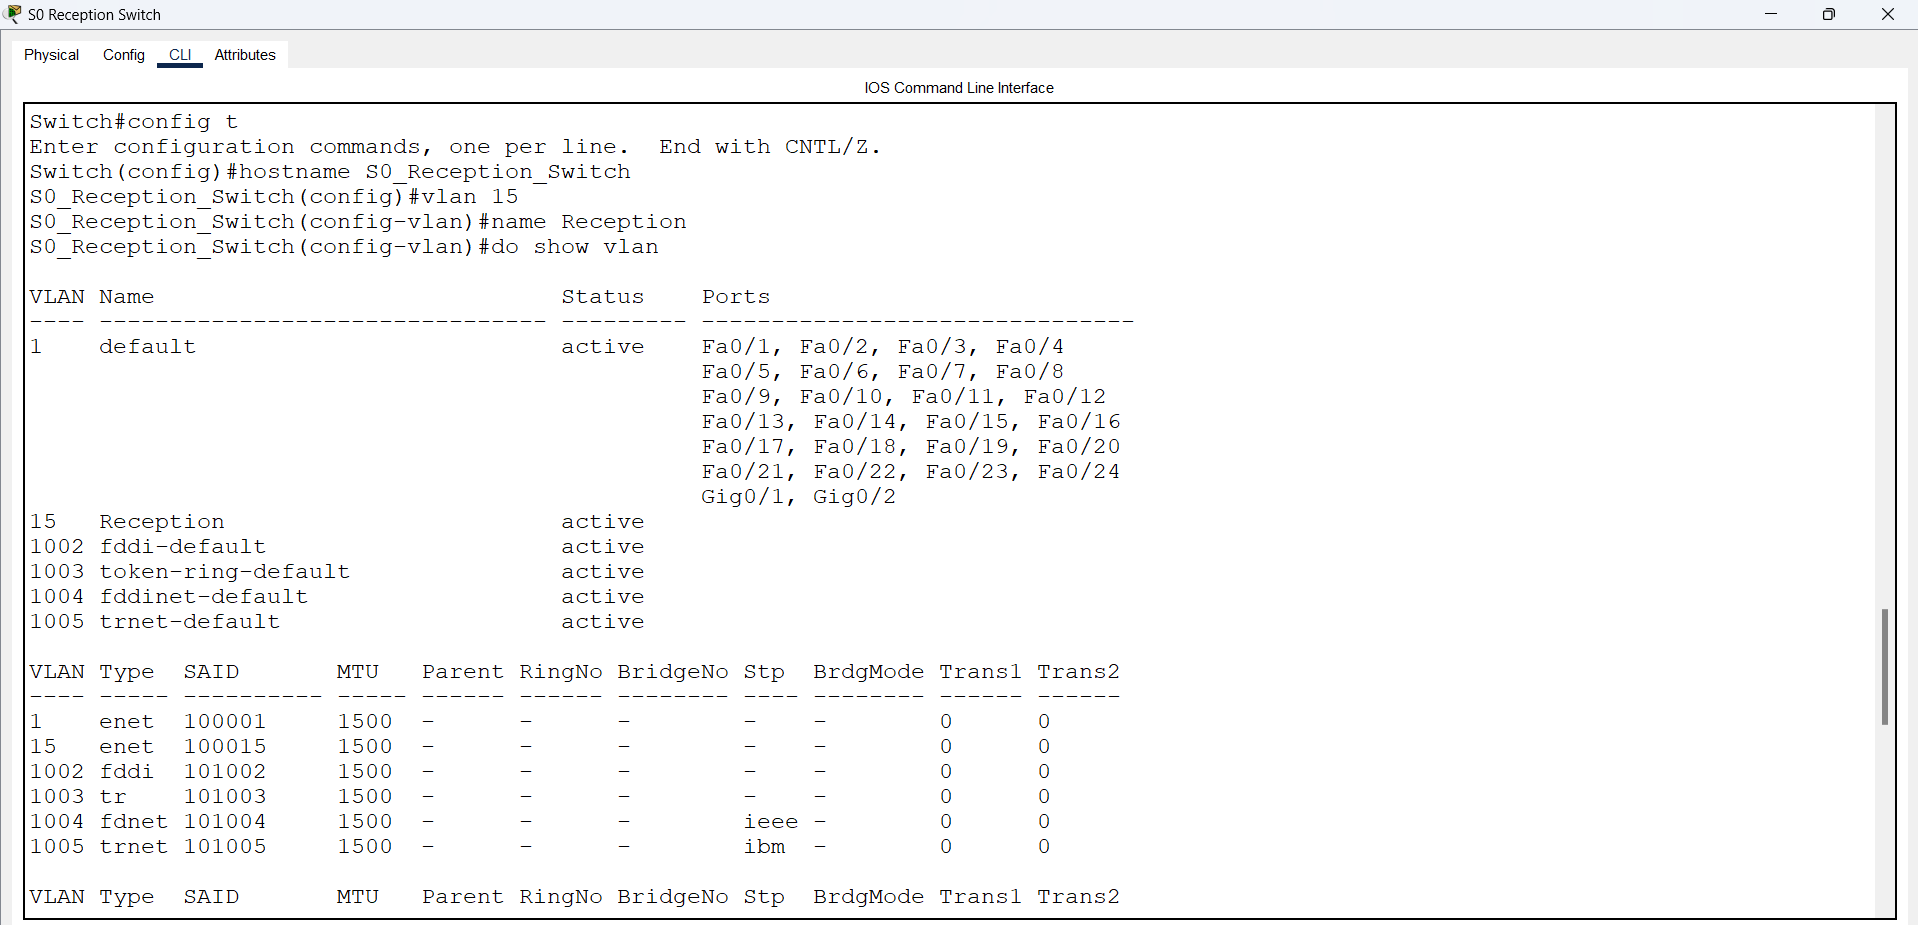 S0 Reception Switch
Physical Config CLI Attributes
IOS Command Line Interface
Switch#config t
Enter configuration commands, one per line.  End with CNTL/Z.
Switch(config)#hostname S0_Reception_Switch
S0_Reception_Switch(config)#vlan 15
S0_Reception_Switch(config-vlan)#name Reception
S0_Reception_Switch(config-vlan)#do show vlan
VLAN Name                             Status    Ports
---- -------------------------------- --------- -------------------------------
1    default                          active    Fa0/1, Fa0/2, Fa0/3, Fa0/4
                                                Fa0/5, Fa0/6, Fa0/7, Fa0/8
                                                Fa0/9, Fa0/10, Fa0/11, Fa0/12
                                                Fa0/13, Fa0/14, Fa0/15, Fa0/16
                                                Fa0/17, Fa0/18, Fa0/19, Fa0/20
                                                Fa0/21, Fa0/22, Fa0/23, Fa0/24
                                                Gig0/1, Gig0/2
15   Reception                        active
1002 fddi-default                     active
1003 token-ring-default               active
1004 fddinet-default                  active
1005 trnet-default                    active
VLAN Type  SAID       MTU   Parent RingNo BridgeNo Stp  BrdgMode Trans1 Trans2
---- ----- ---------- ----- ------ ------ -------- ---- -------- ------ ------
1    enet  100001     1500  -      -      -        -    -        0      0
15   enet  100015     1500  -      -      -        -    -        0      0
1002 fddi  101002     1500  -      -      -        -    -        0      0
1003 tr    101003     1500  -      -      -        -    -        0      0
1004 fdnet 101004     1500  -      -      -        ieee -        0      0
1005 trnet 101005     1500  -      -      -        ibm  -        0      0
VLAN Type  SAID       MTU   Parent RingNo BridgeNo Stp  BrdgMode Trans1 Trans2